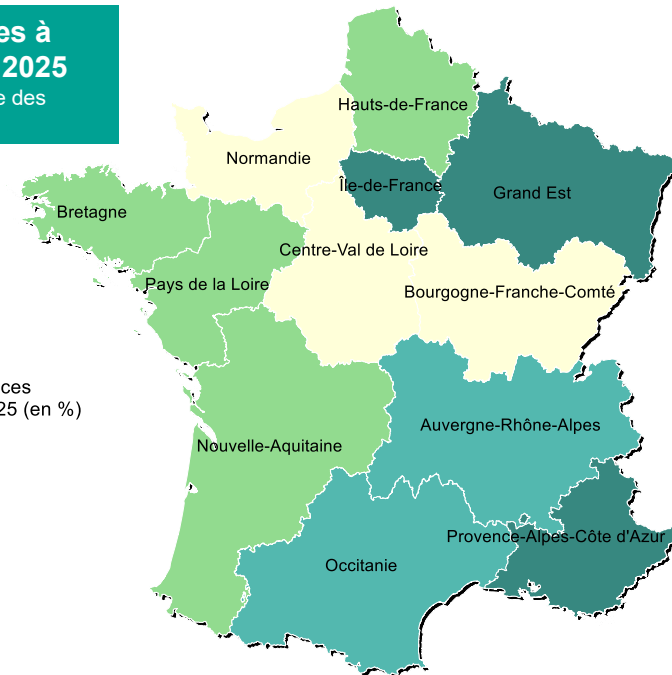 es à
2025
e des
Hauts-de-France
Normandie
Île-de-France
Grand Est
Bretagne
Centre-Val de Loire
Pays de la Loire
Bourgogne-Franche-Comté
ces
25 (en %)
Auvergne-Rhône-Alpes
Nouvelle-Aquitaine
Provence-Alpes-Côte d'Azur
Occitanie